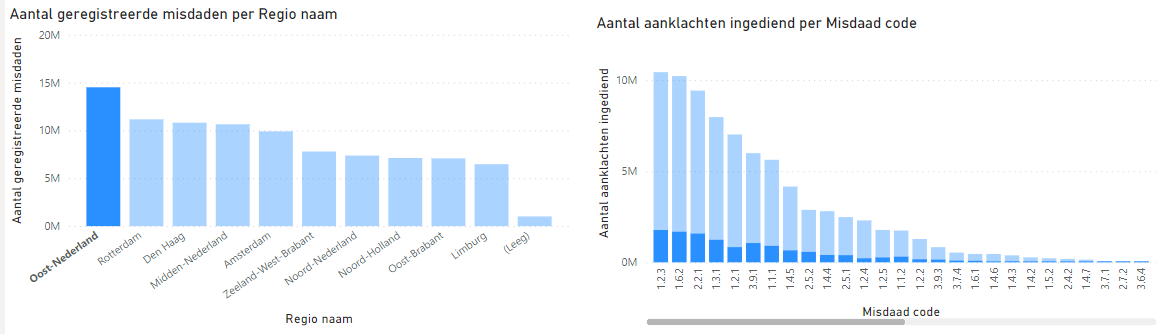 Aantal geregistreerde misdaden per Regio naam
Aantal geregistreerde misdaden
20M
15M
10M
5M
0M
Oost-Nederland
Rotterdam
Den Haag
Midden-Nederland
Amsterdam
Zeeland-West-Brabant
Noord-Nederland
Noord-Holland
Oost-Brabant
Limburg
(Leeg)
Regio naam
Aantal aanklachten ingediend per Misdaad code
Aantal aanklachten ingediend
10M
5M
0M
1.2.3
1.6.2
2.2.1
1.3.1
1.2.1
3.9.1
1.1.1
1.4.5
2.5.2
1.4.4
2.5.1
1.2.4
1.2.5
1.1.2
1.2.2
3.9.3
3.7.4
1.6.1
1.4.6
1.4.3
1.4.2
1.5.2
2.4.2
1.4.7
3.7.1
2.7.2
3.6.4
Misdaad code